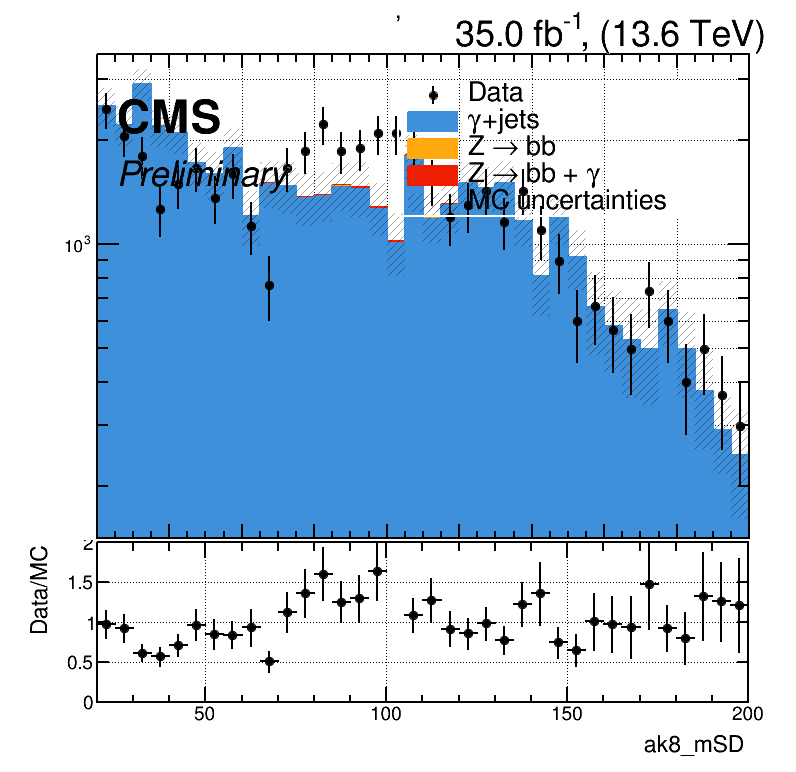 ,
35.0 fb-1, (13.6 TeV)
CMS
Preliminary
Data
γ+jets
Z → bb
Z → bb + γ
MC uncertainties
10³
Data/MC
2
1.5
1
0.5
0
50 100 150 200
ak8_mSD